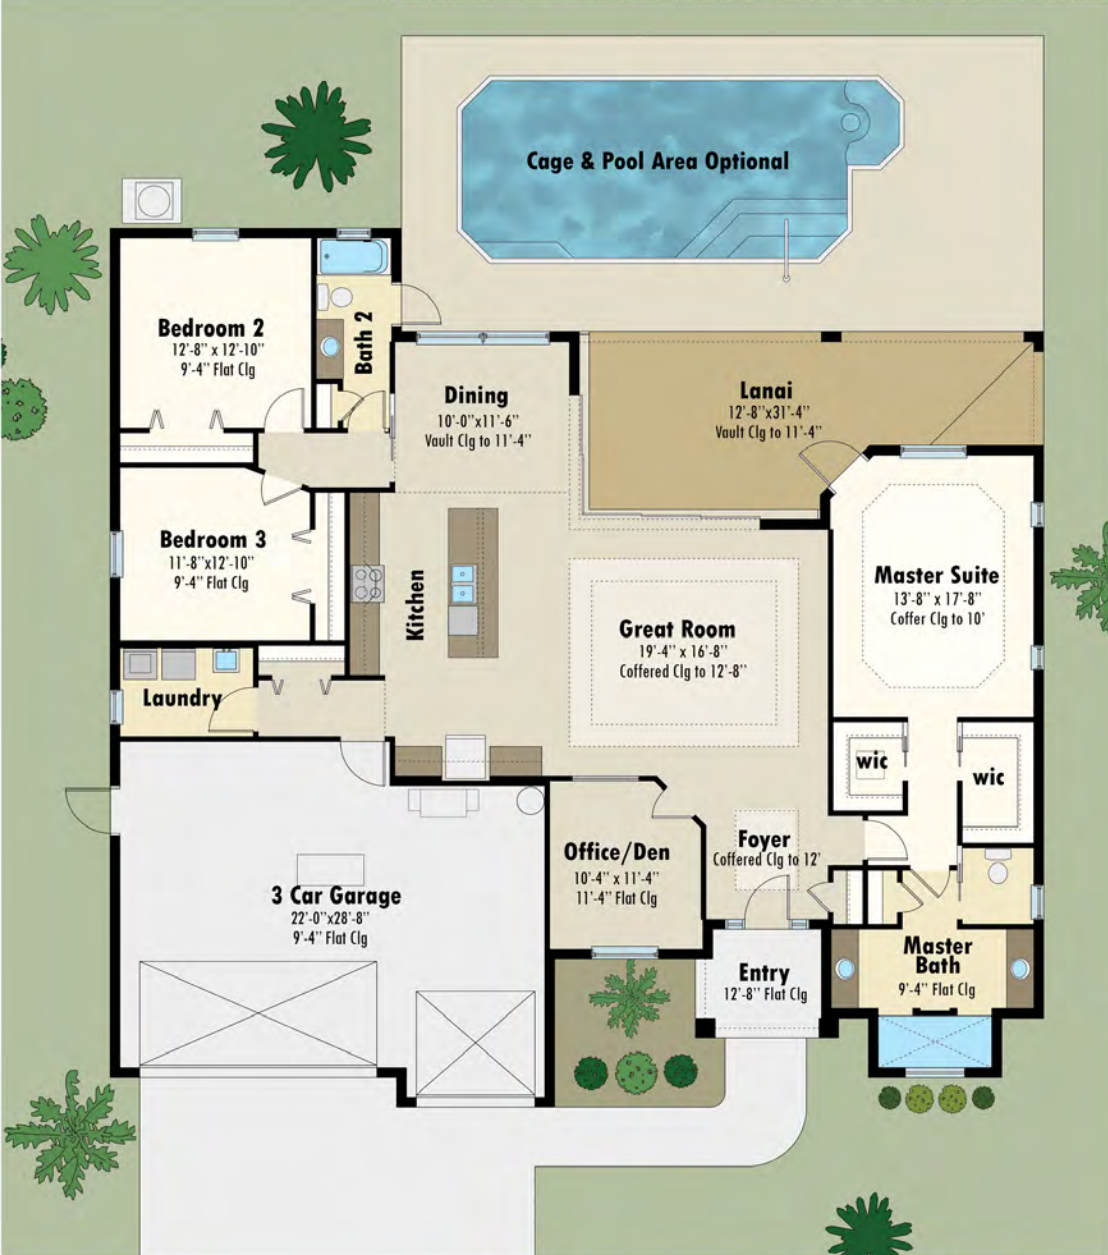 Cage & Pool Area Optional
Bedroom 2
12'-8" x 12'-10"
9'-4" Flat Clg
Bath 2
Dining
10'-0"x11'-6"
Vault Clg to 11'-4"
Lanai
12'-8"x31'-4"
Vault Clg to 11'-4"
Bedroom 3
11'-8"x12'-10"
9'-4" Flat Clg
Kitchen
Great Room
19'-4" x 16'-8"
Coffered Clg to 12'-8"
Master Suite
13'-8" x 17'-8"
Coffer Clg to 10'
Laundry
wic
wic
Office/Den
10'-4" x 11'-4"
11'-4" Flat Clg
Foyer
Coffered Clg to 12'
3 Car Garage
22'-0"x28'-8"
9'-4" Flat Clg
Entry
12'-8" Flat Clg
Master
Bath
9'-4" Flat Clg